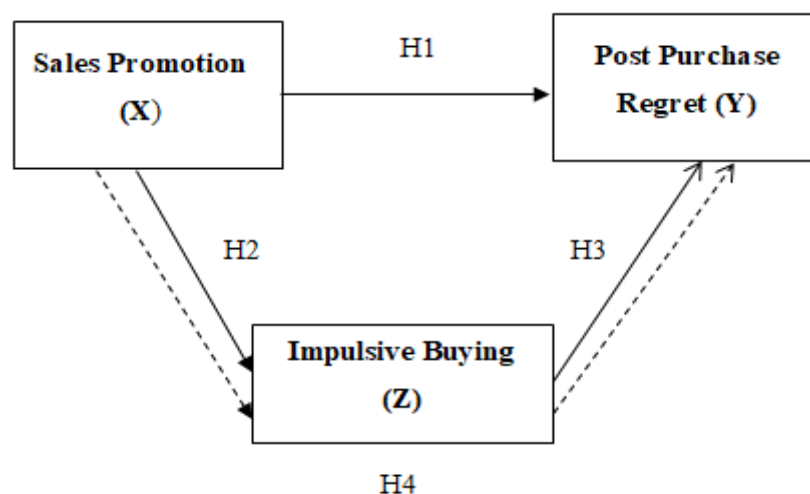 Sales Promotion
(X)
H1
Post Purchase
Regret (Y)
H2
H3
Impulsive Buying
(Z)
H4